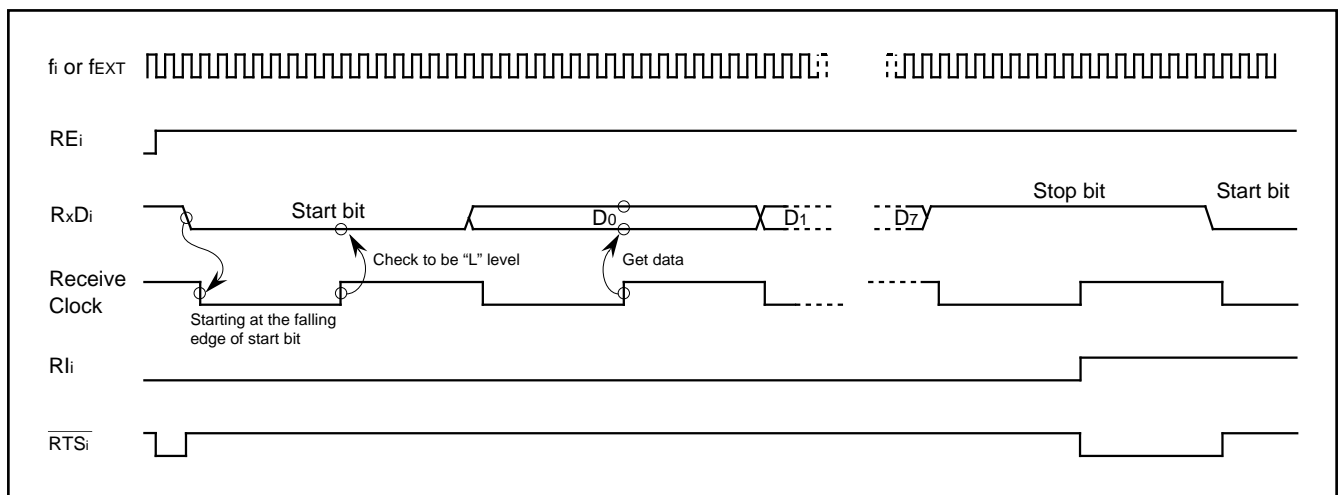 fi or fEXT
REi
RxDi
Start bit
D0
D1
D7
Stop bit
Start bit
Check to be “L” level
Get data
Receive
Clock
Starting at the falling
edge of start bit
RIi
RTSi